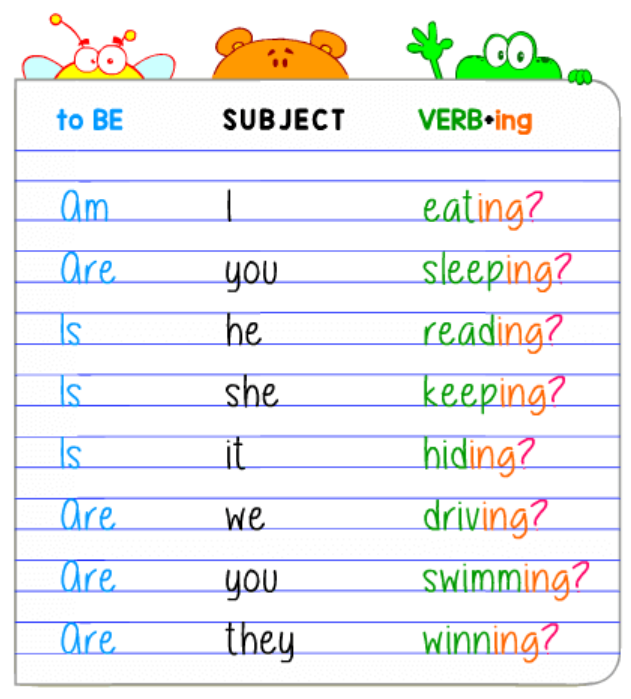 to BE SUBJECT VERB+ing
Am I eating?
Are you sleeping?
Is he reading?
Is she keeping?
Is it hiding?
Are we driving?
Are you swimming?
Are they winning?